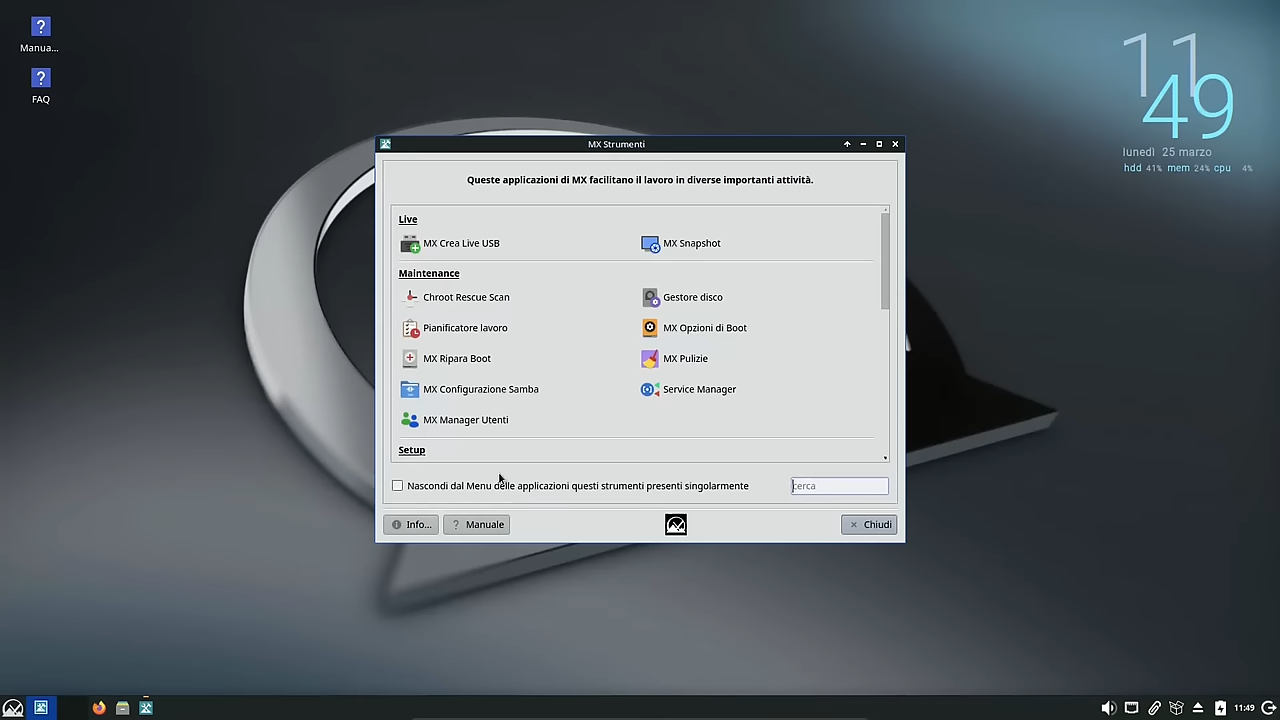 Manua...
FAQ
11
49
lunedì 25 marzo
hdd 41% mem 24% cpu 4%
MX Strumenti
Queste applicazioni di MX facilitano il lavoro in diverse importanti attività.
Live
MX Crea Live USB
MX Snapshot
Maintenance
Chroot Rescue Scan
Gestore disco
Pianificatore lavoro
MX Opzioni di Boot
MX Ripara Boot
MX Pulizie
MX Configurazione Samba
Service Manager
MX Manager Utenti
Setup
Nascondi dal Menu delle applicazioni questi strumenti presenti singolarmente
cerca
Info...
? Manuale
Chiudi
11:49